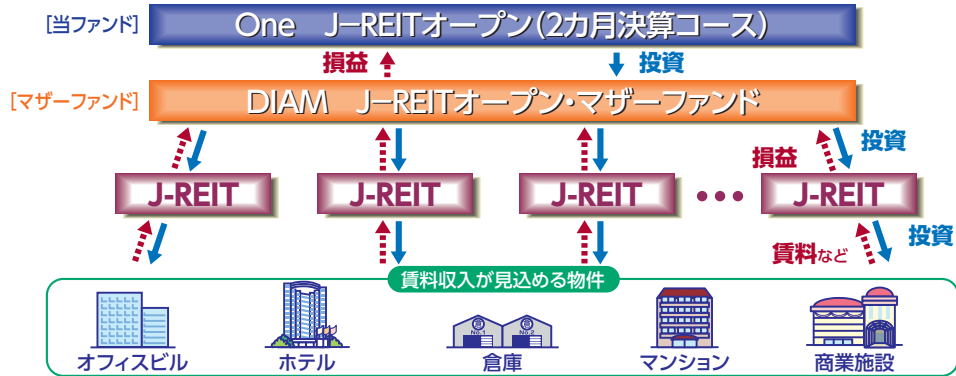 [当ファンド] One J-REITオープン(2カ月決算コース)
損益 投資
[マザーファンド] DIAM J-REITオープン・マザーファンド
損益 投資
J-REIT J-REIT J-REIT ••• J-REIT
賃料など 投資
賃料収入が見込める物件
No.1 No.2
オフィスビル ホテル 倉庫 マンション 商業施設